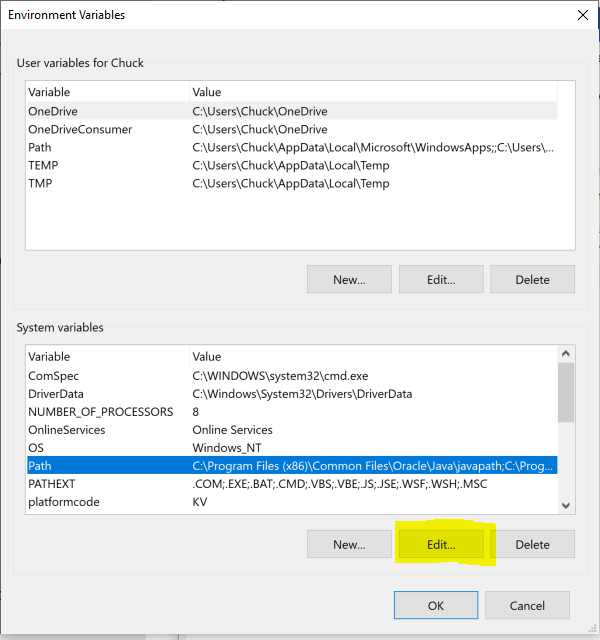 Environment Variables
User variables for Chuck
Variable Value
OneDrive C:\Users\Chuck\OneDrive
OneDriveConsumer C:\Users\Chuck\OneDrive
Path C:\Users\Chuck\AppData\Local\Microsoft\WindowsApps;;C:\Users\...
TEMP C:\Users\Chuck\AppData\Local\Temp
TMP C:\Users\Chuck\AppData\Local\Temp
New... Edit... Delete
System variables
Variable Value
ComSpec C:\WINDOWS\system32\cmd.exe
DriverData C:\Windows\System32\Drivers\DriverData
NUMBER_OF_PROCESSORS 8
OnlineServices Online Services
OS Windows_NT
Path C:\Program Files (x86)\Common Files\Oracle\Java\javapath;C:\Prog...
PATHEXT .COM;.EXE;.BAT;.CMD;.VBS;.VBE;.JS;.JSE;.WSF;.WSH;.MSC
platformcode KV
New... Edit... Delete
OK Cancel